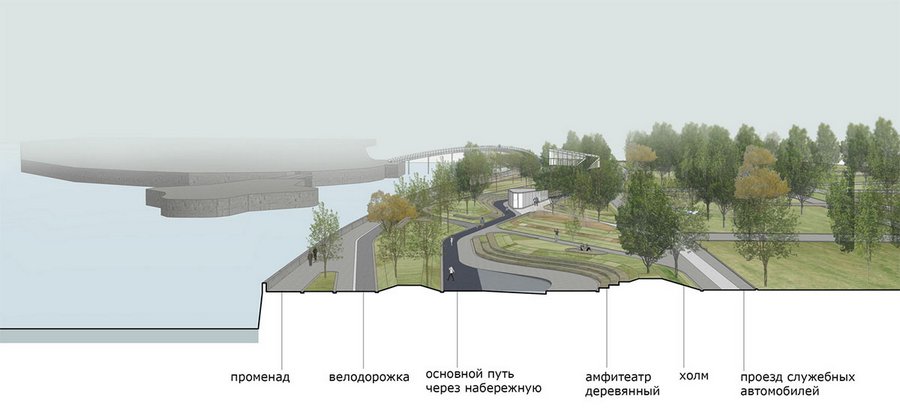 променад
велодорожка
основной путь
через набережную
амфитеатр
деревянный
холм
проезд служебных
автомобилей